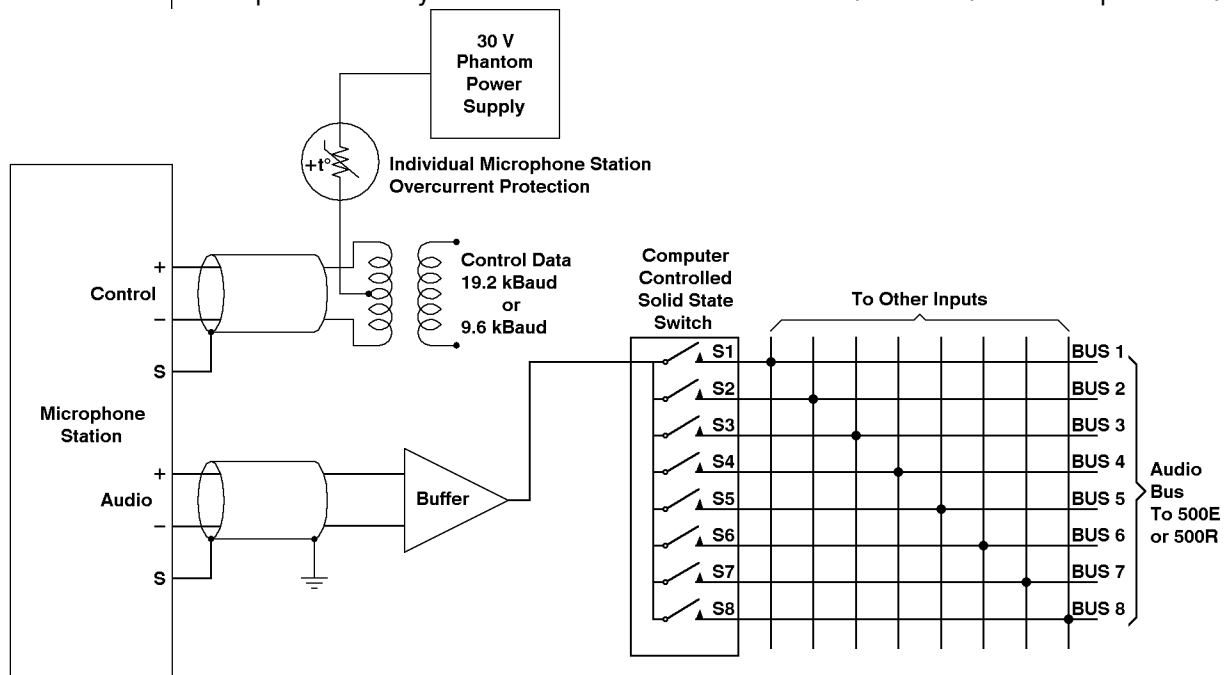 30 V
Phantom
Power
Supply
+t°
Individual Microphone Station
Overcurrent Protection
+
Control
−
S
Control Data
19.2 kBaud
or
9.6 kBaud
Computer
Controlled
Solid State
Switch
To Other Inputs
S1
BUS 1
S2
BUS 2
S3
BUS 3
S4
BUS 4
S5
BUS 5
S6
BUS 6
S7
BUS 7
S8
BUS 8
Audio
Bus
To 500E
or 500R
Microphone
Station
+
Audio
−
S
Buffer